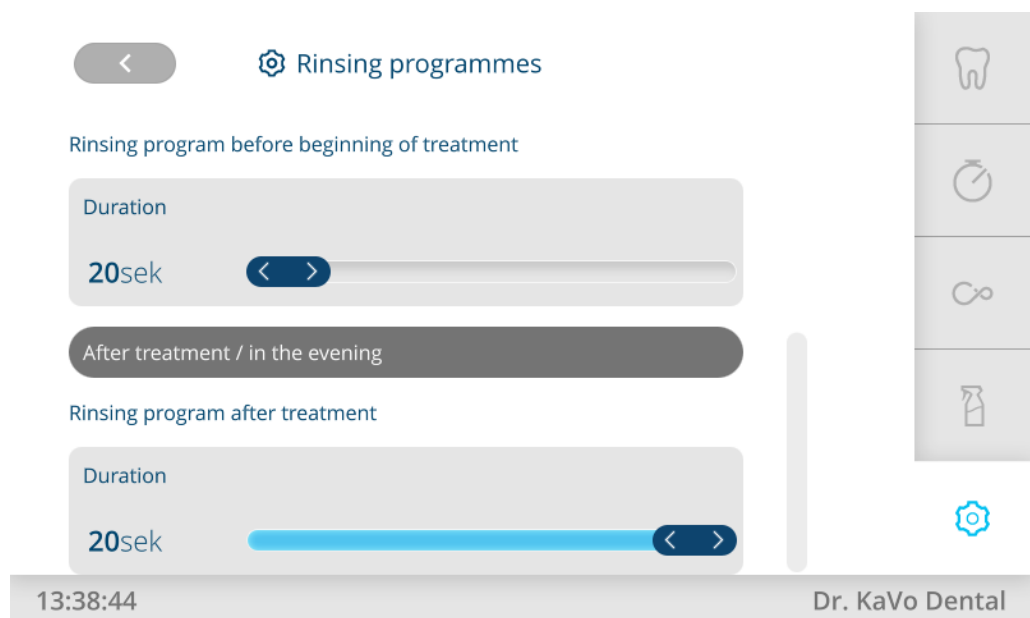 Rinsing programmes
Rinsing program before beginning of treatment
Duration
20sek
After treatment / in the evening
Rinsing program after treatment
Duration
20sek
13:38:44
Dr. KaVo Dental